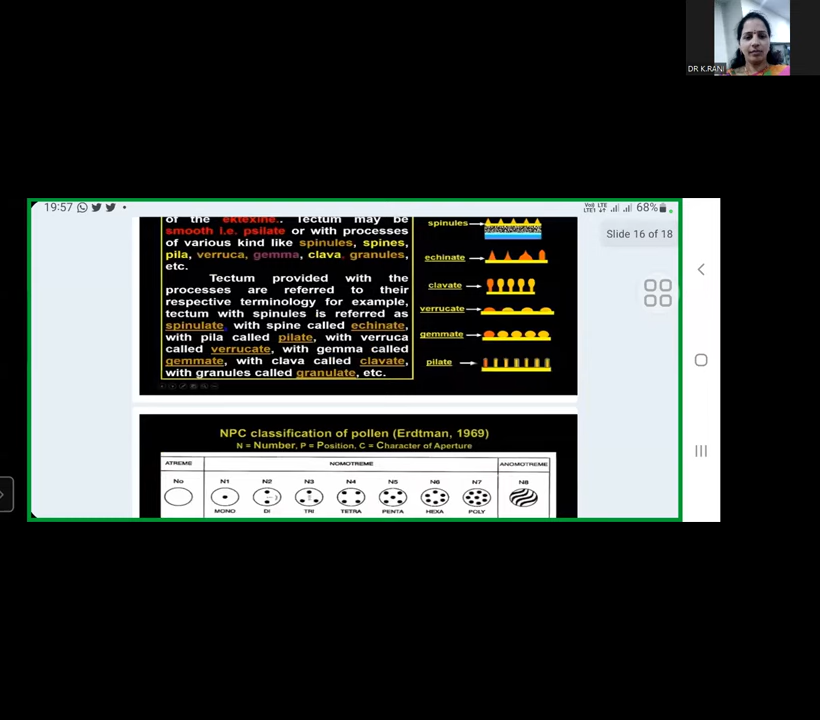 DR K.RANI
19:57
68%
Slide 16 of 18
of the ektexine.. Tectum may be
smooth i.e. psilate or with processes
of various kind like spinules, spines,
pila, verruca, gemma, clava, granules,
etc.
Tectum provided with the
processes are referred to their
respective terminology for example,
tectum with spinules is referred as
spinulate, with spine called echinate,
with pila called pilate, with verruca
called verrucate, with gemma called
gemmate, with clava called clavate,
with granules called granulate, etc.
spinules
echinate
clavate
verrucate
gemmate
pilate
NPC classification of pollen (Erdtman, 1969)
N = Number, P = Position, C = Character of Aperture
ATREME NOMOTREME ANOMOTREME
No N1 N2 N3 N4 N5 N6 N7 N8
MONO DI TRI TETRA PENTA HEXA POLY